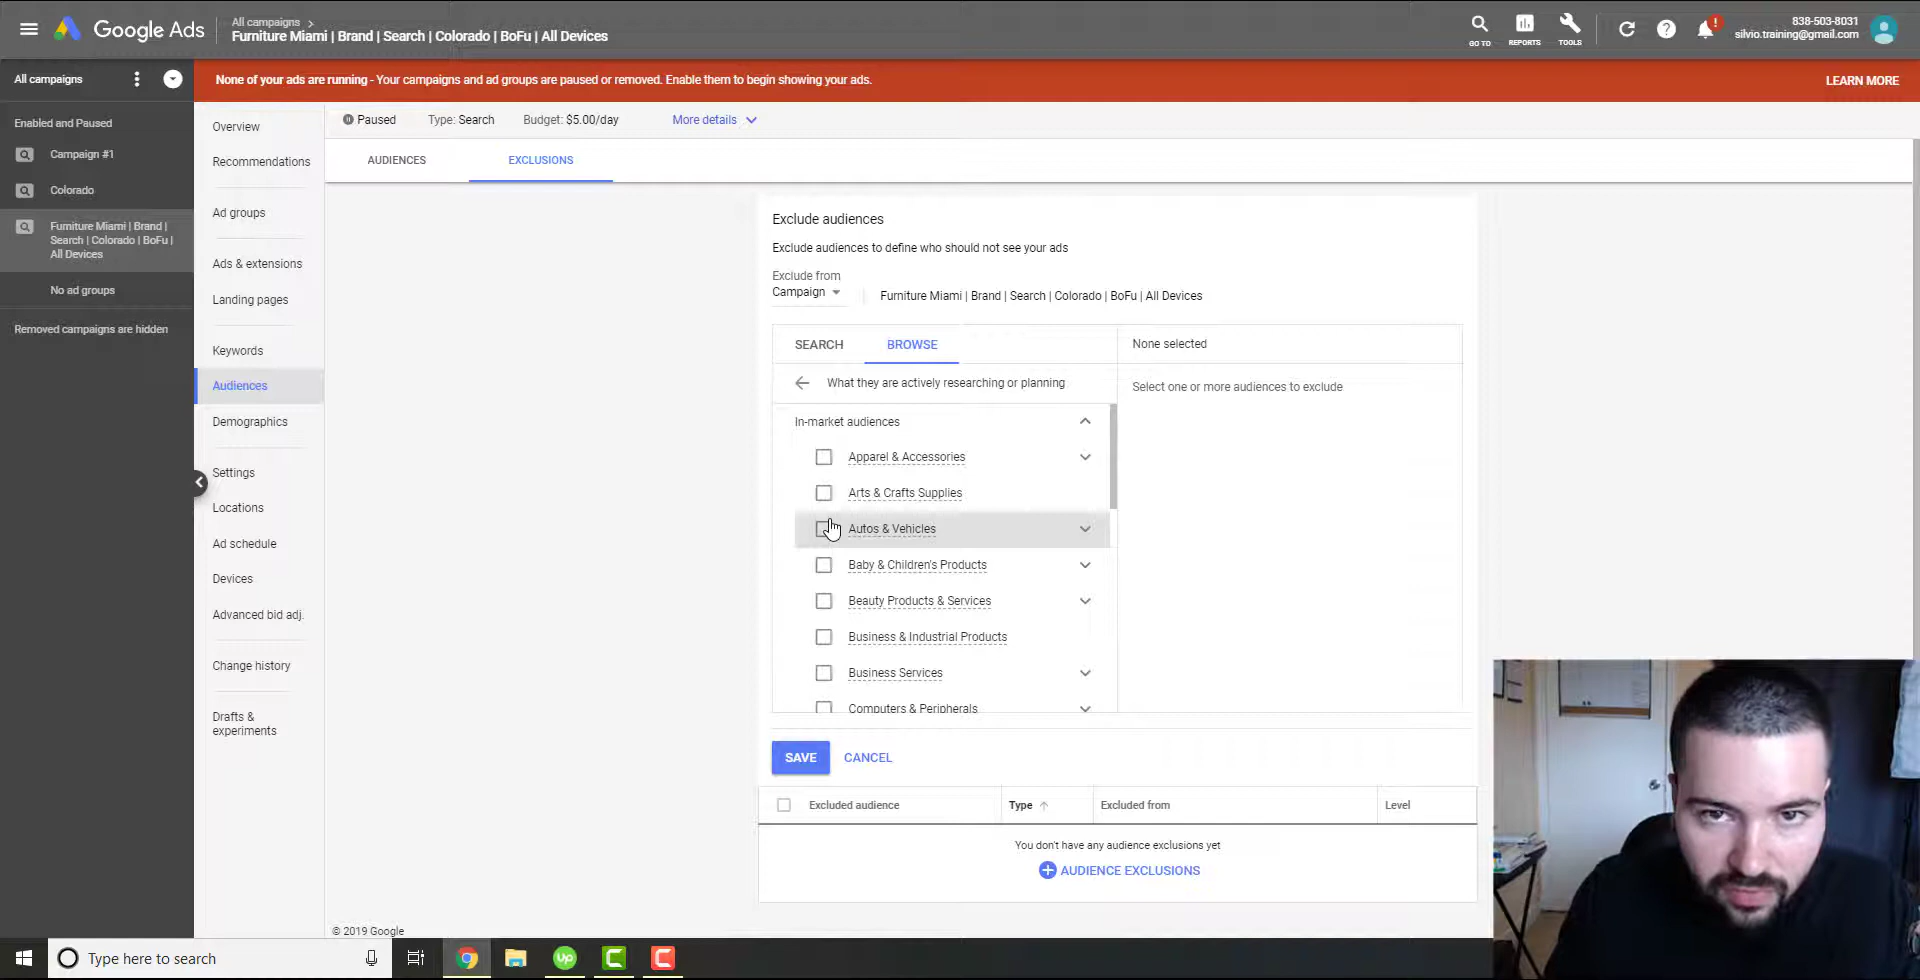 Google Ads
All campaigns >
Furniture Miami | Brand | Search | Colorado | BoFu | All Devices
GO TO
REPORTS
TOOLS
838-503-8031
silvio.training@gmail.com
All campaigns
None of your ads are running - Your campaigns and ad groups are paused or removed. Enable them to begin showing your ads.
LEARN MORE
Enabled and Paused
Campaign #1
Colorado
Furniture Miami | Brand |
Search | Colorado | BoFu |
All Devices
No ad groups
Removed campaigns are hidden
Overview
Recommendations
Ad groups
Ads & extensions
Landing pages
Keywords
Audiences
Demographics
Settings
Locations
Ad schedule
Devices
Advanced bid adj.
Change history
Drafts &
experiments
Paused
Type: Search
Budget: $5.00/day
More details
AUDIENCES
EXCLUSIONS
Exclude audiences
Exclude audiences to define who should not see your ads
Exclude from
Campaign
Furniture Miami | Brand | Search | Colorado | BoFu | All Devices
SEARCH
BROWSE
None selected
What they are actively researching or planning
Select one or more audiences to exclude
In-market audiences
Apparel & Accessories
Arts & Crafts Supplies
Autos & Vehicles
Baby & Children's Products
Beauty Products & Services
Business & Industrial Products
Business Services
Computers & Peripherals
SAVE
CANCEL
Excluded audience
Type
Excluded from
Level
You don't have any audience exclusions yet
AUDIENCE EXCLUSIONS
© 2019 Google
Type here to search
Up